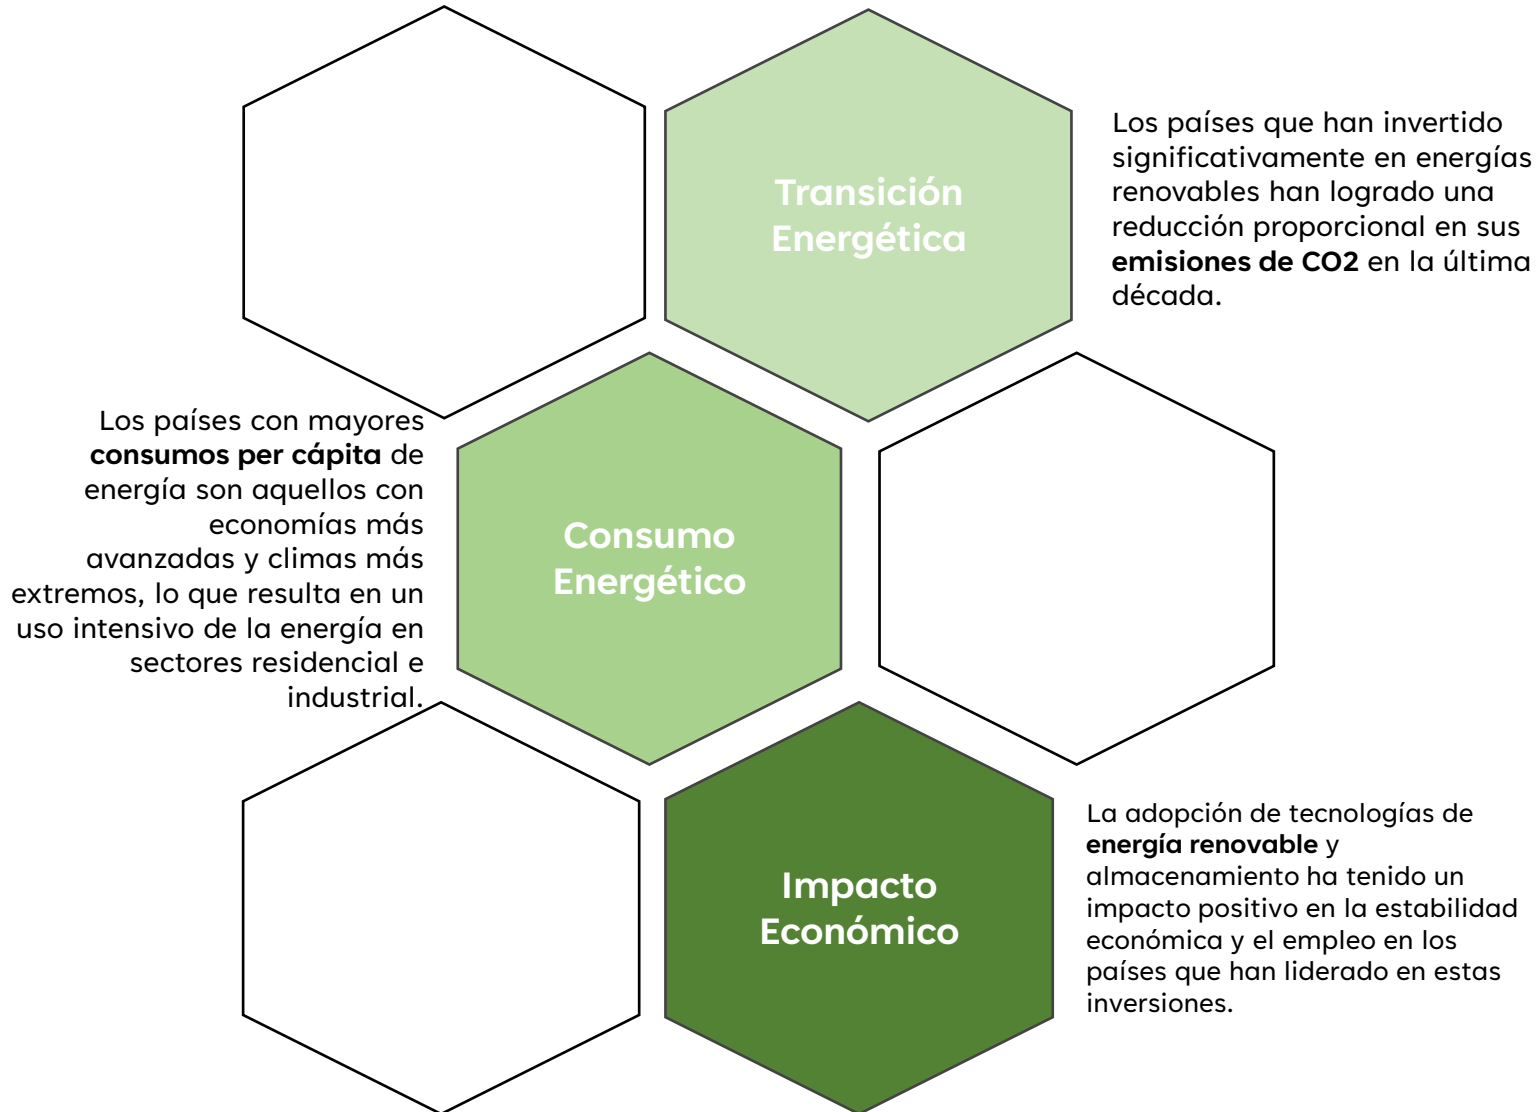 Transición
Energética
Los países que han invertido
significativamente en energías
renovables han logrado una
reducción proporcional en sus
emisiones de CO2 en la última
década.
Los países con mayores
consumos per cápita de
energía son aquellos con
economías más
avanzadas y climas más
extremos, lo que resulta en un
uso intensivo de la energía en
sectores residencial e
industrial.
Consumo
Energético
Impacto
Económico
La adopción de tecnologías de
energía renovable y
almacenamiento ha tenido un
impacto positivo en la estabilidad
económica y el empleo en los
países que han liderado en estas
inversiones.